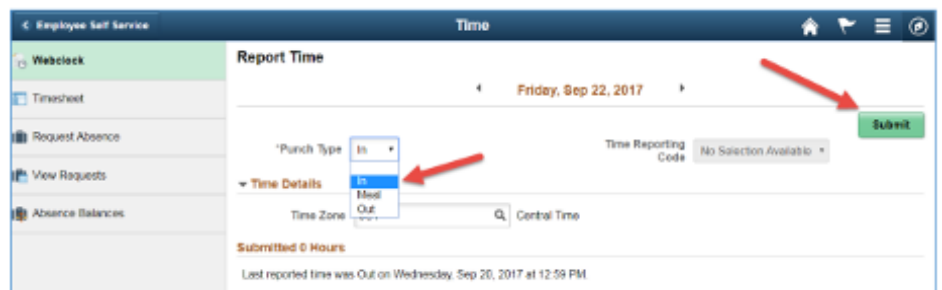 Employee Self Service
Time
Webclock
Timesheet
Request Absence
View Requests
Absence Balances
Report Time
Friday, Sep 22, 2017
Submit
*Punch Type In
Time Reporting Code No Selection Available
In
Meal
Out
Time Details
Time Zone
Central Time
Submitted 0 Hours
Last reported time was Out on Wednesday, Sep 20, 2017 at 12:59 PM